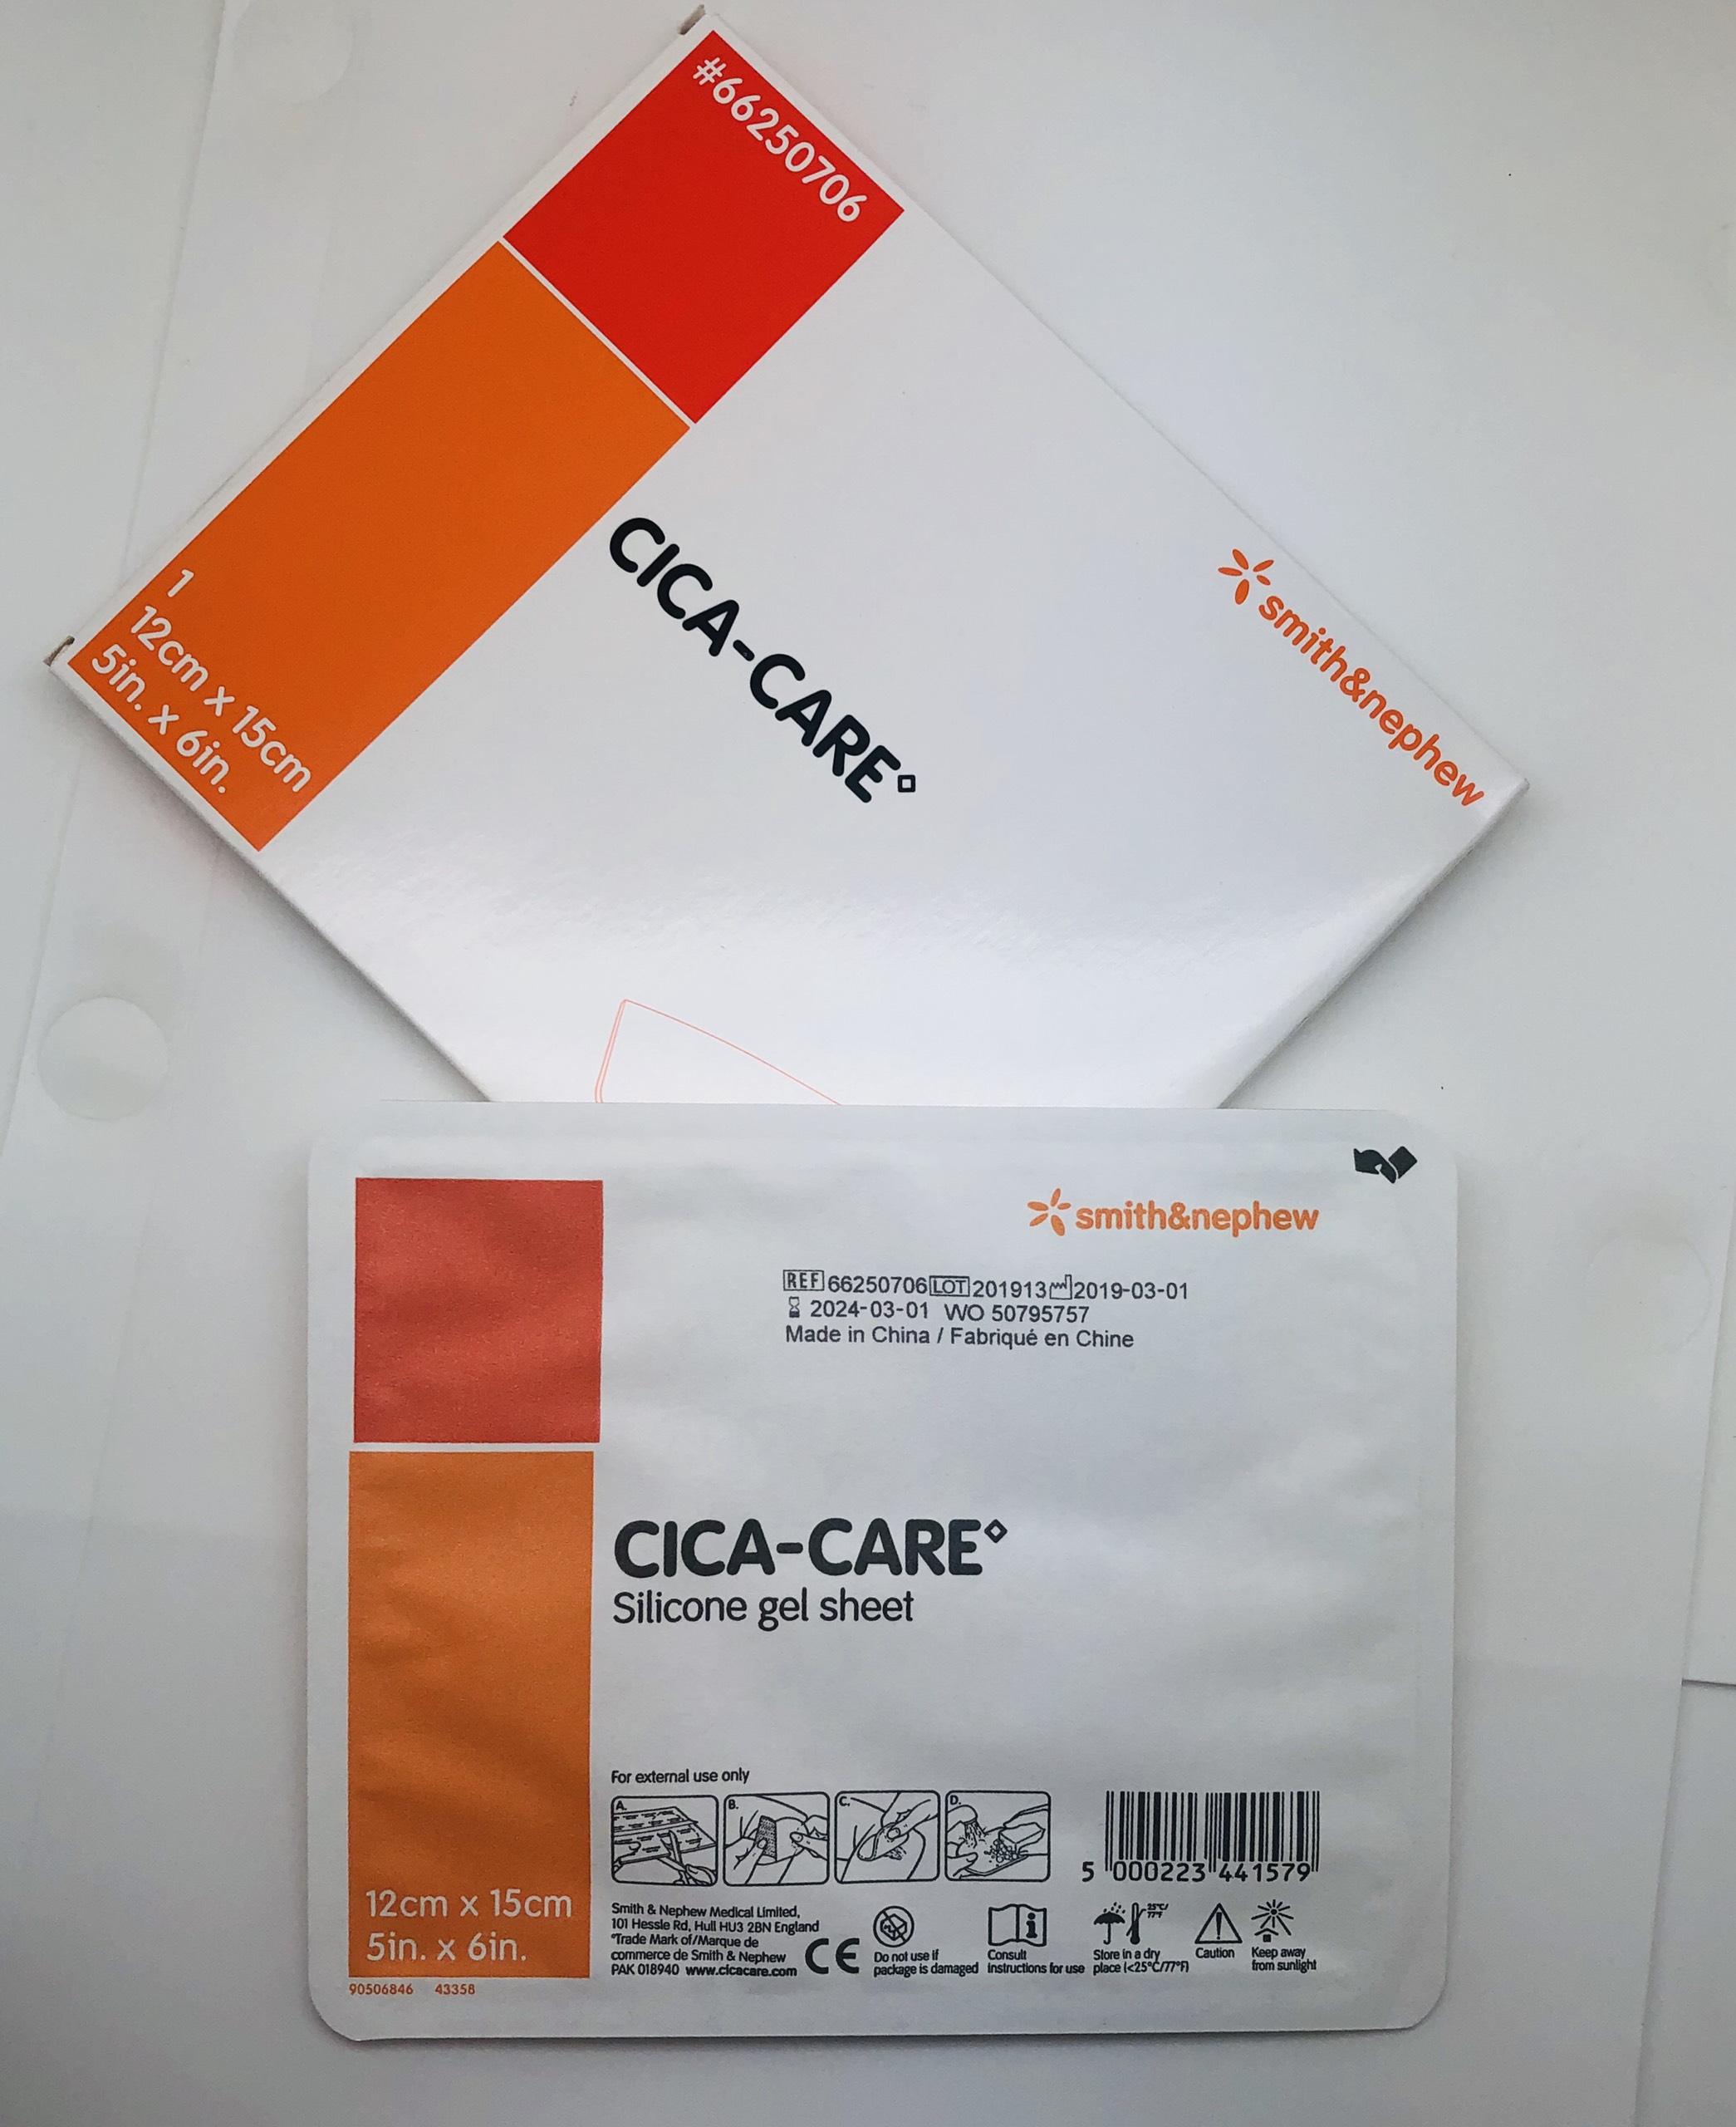 #66250706
1
12cm x 15cm
5in. x 6in.
CICA-CARE
smith&nephew
smith&nephew
REF 66250706 LOT 201913 2019-03-01
2024-03-01 WO 50795757
Made in China / Fabriqué en Chine
CICA-CARE
Silicone gel sheet
For external use only
A. B. C. D.
5 000223 441579
12cm x 15cm
5in. x 6in.
Smith & Nephew Medical Limited,
101 Hessle Rd, Hull HU3 2BN England
°Trade Mark of/Marque de
commerce de Smith & Nephew
PAK 018940 www.cicacare.com
CE
Do not use if
package is damaged
Consult
instructions for use
25°C/
77°F
Store in a dry
place (<25°C/77°F)
Caution
Keep away
from sunlight
90506846 43358